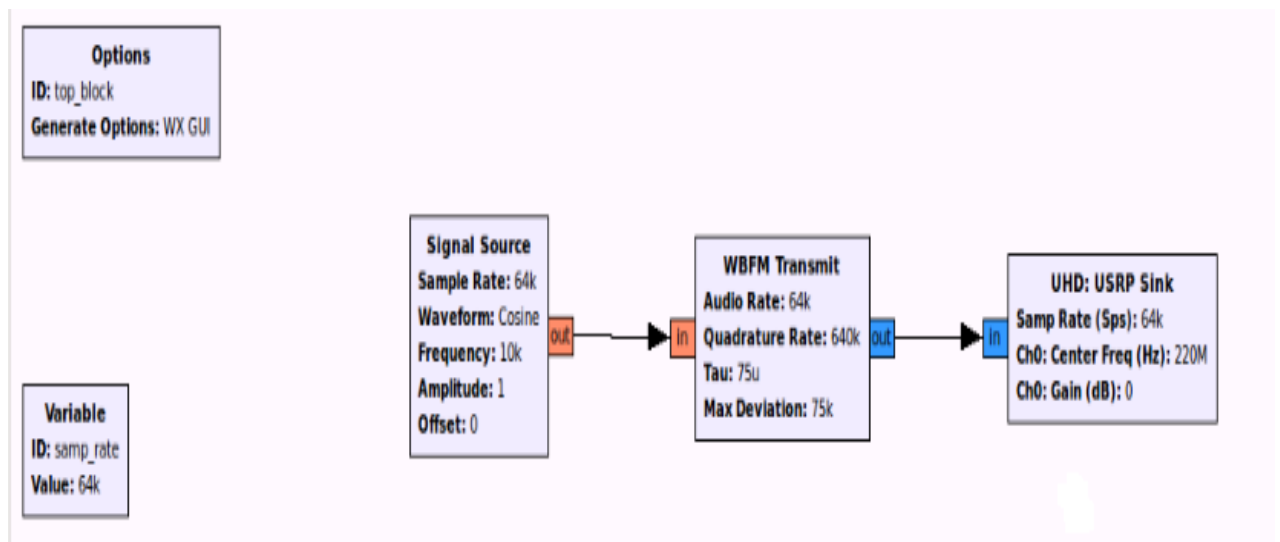 Options
ID: top_block
Generate Options: WX GUI
Signal Source
Sample Rate: 64k
Waveform: Cosine
Frequency: 10k
Amplitude: 1
Offset: 0
out
in
WBFM Transmit
Audio Rate: 64k
Quadrature Rate: 640k
Tau: 75u
Max Deviation: 75k
out
in
UHD: USRP Sink
Samp Rate (Sps): 64k
Ch0: Center Freq (Hz): 220M
Ch0: Gain (dB): 0
Variable
ID: samp_rate
Value: 64k